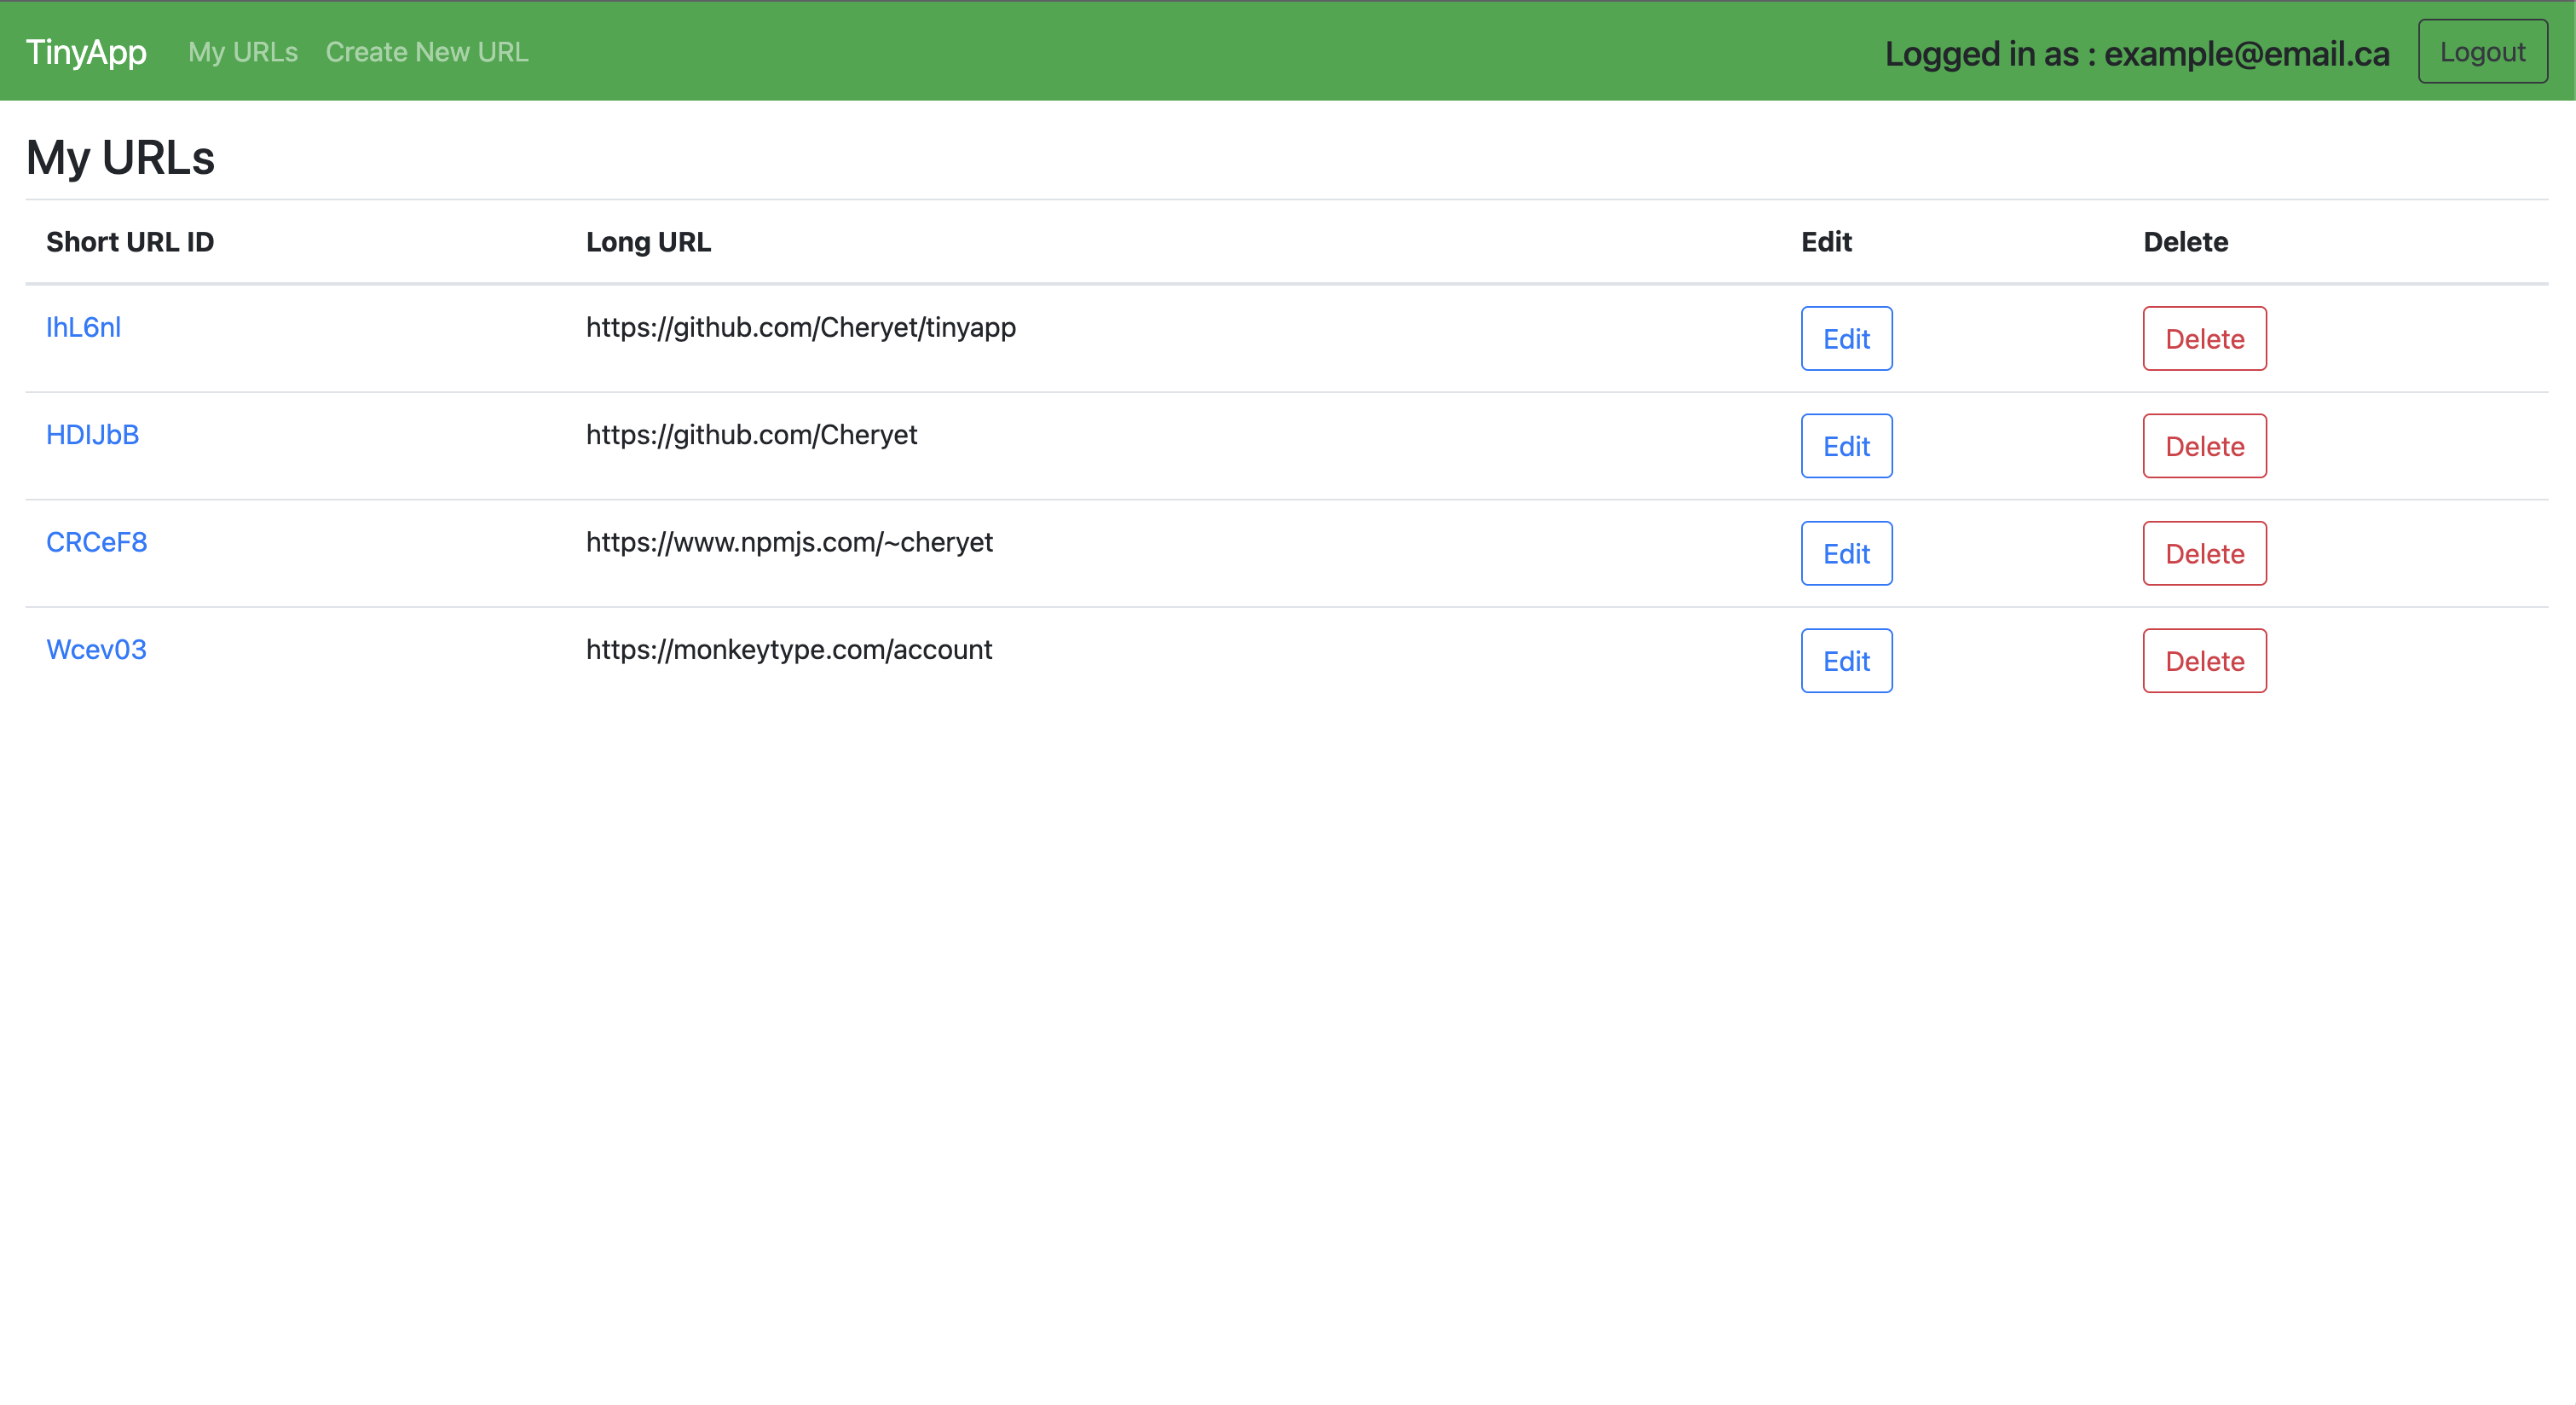 TinyApp My URLs Create New URL Logged in as : example@email.ca Logout
My URLs
Short URL ID Long URL Edit Delete
IhL6nl https://github.com/Cheryet/tinyapp Edit Delete
HDIJbB https://github.com/Cheryet Edit Delete
CRCeF8 https://www.npmjs.com/~cheryet Edit Delete
Wcev03 https://monkeytype.com/account Edit Delete